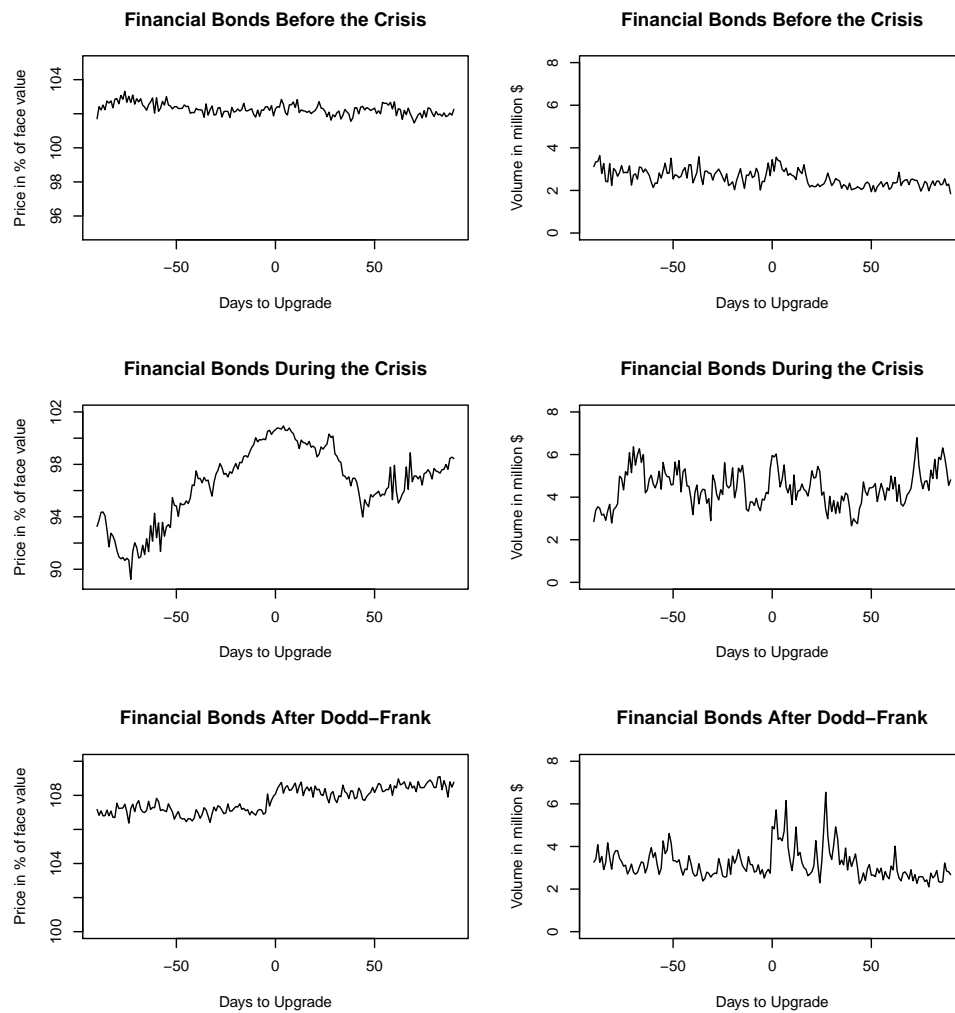 Financial Bonds Before the Crisis
Price in % of face value
104
100
98
96
−50
0
50
Days to Upgrade
Financial Bonds Before the Crisis
Volume in million $
8
6
4
2
0
−50
0
50
Days to Upgrade
Financial Bonds During the Crisis
Price in % of face value
102
98
94
90
−50
0
50
Days to Upgrade
Financial Bonds During the Crisis
Volume in million $
8
6
4
2
0
−50
0
50
Days to Upgrade
Financial Bonds After Dodd−Frank
Price in % of face value
108
104
100
−50
0
50
Days to Upgrade
Financial Bonds After Dodd−Frank
Volume in million $
8
6
4
2
0
−50
0
50
Days to Upgrade